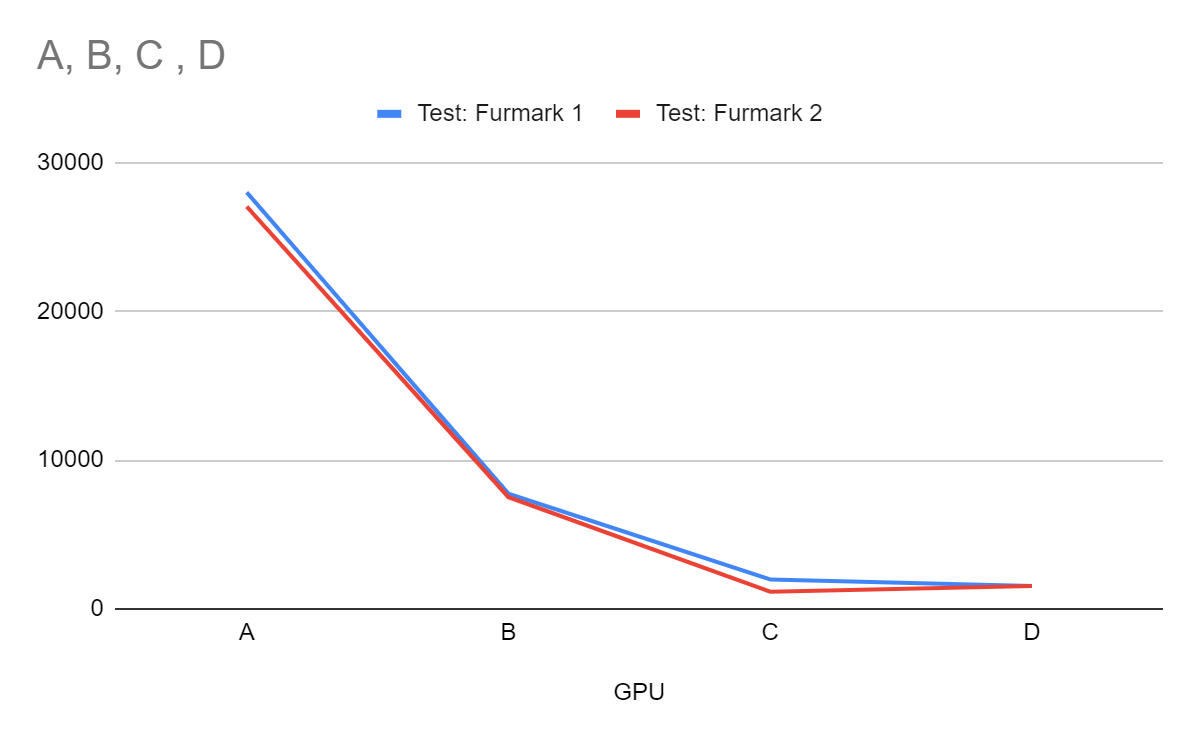 A, B, C , D
Test: Furmark 1 Test: Furmark 2
30000
20000
10000
0
A B C D
GPU